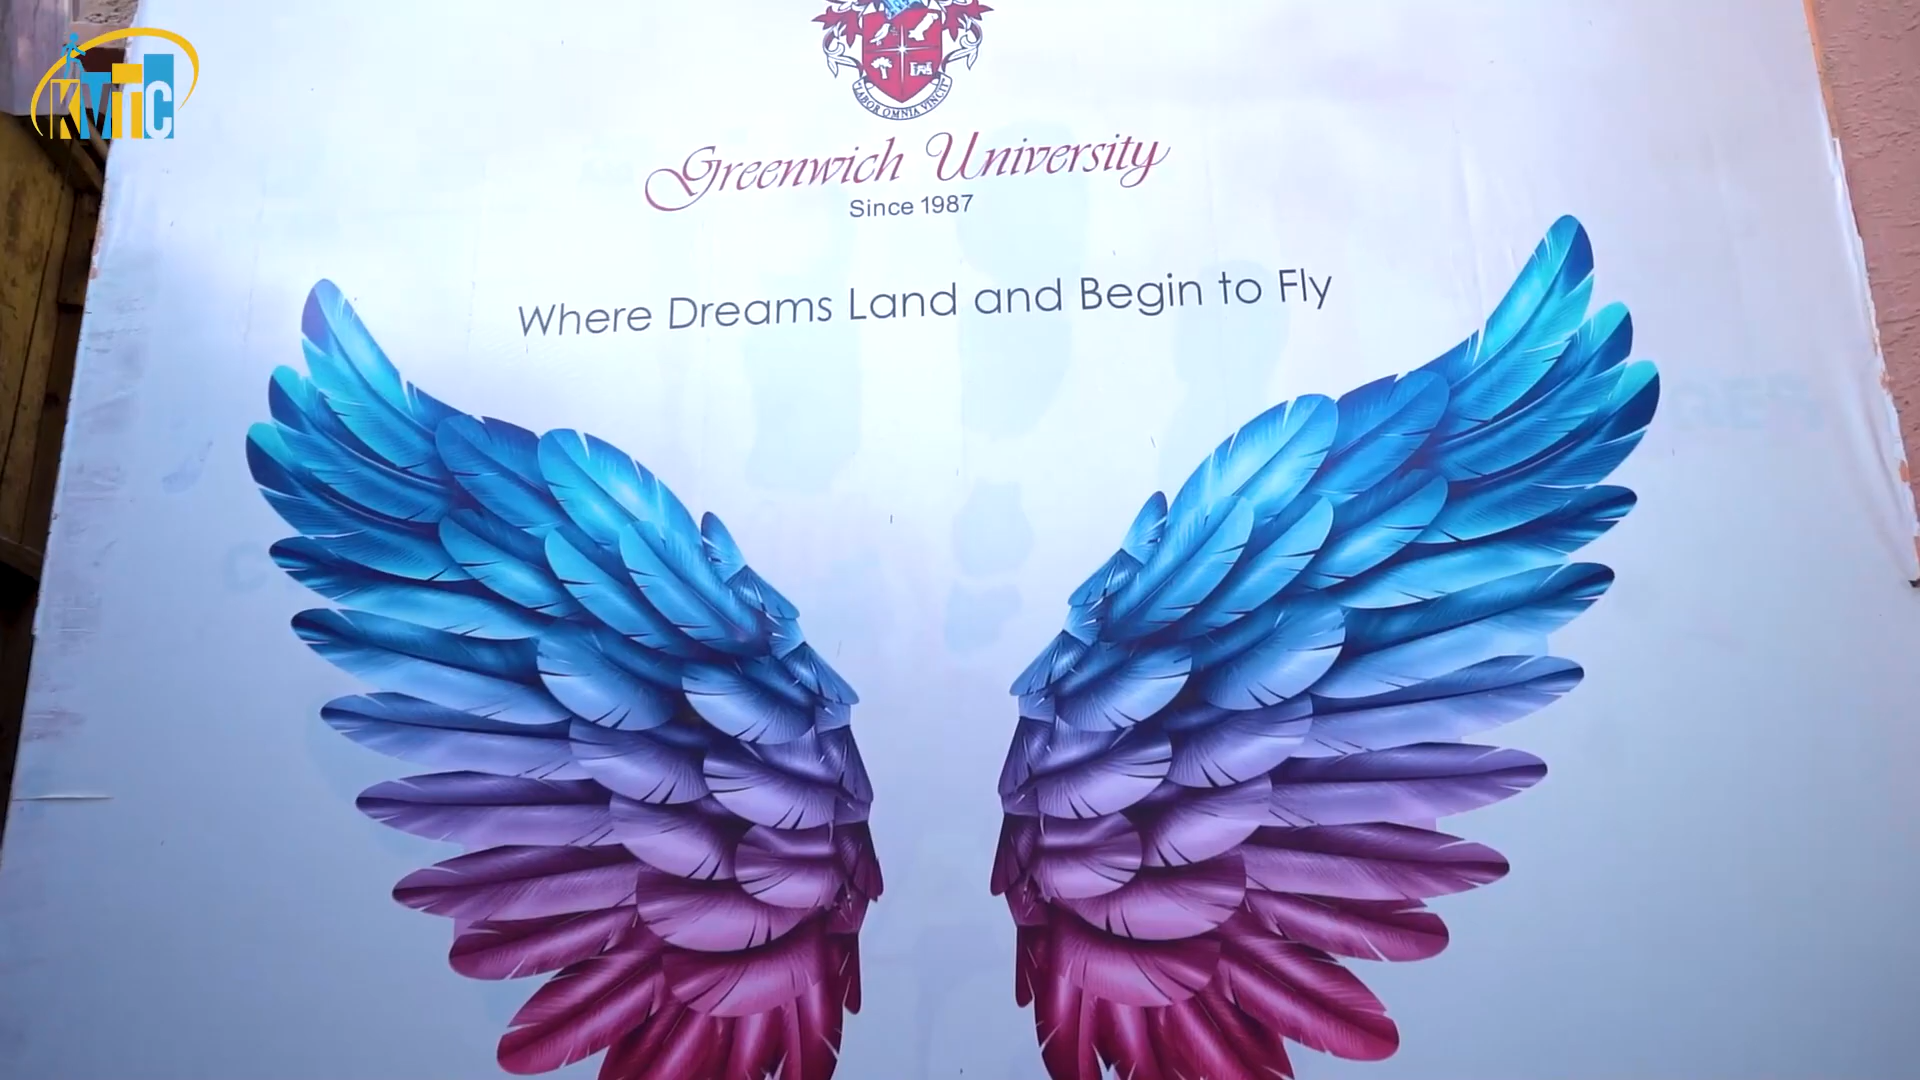 KVTC
LABOR OMNIA VINCIT
Greenwich University
Since 1987
Where Dreams Land and Begin to Fly